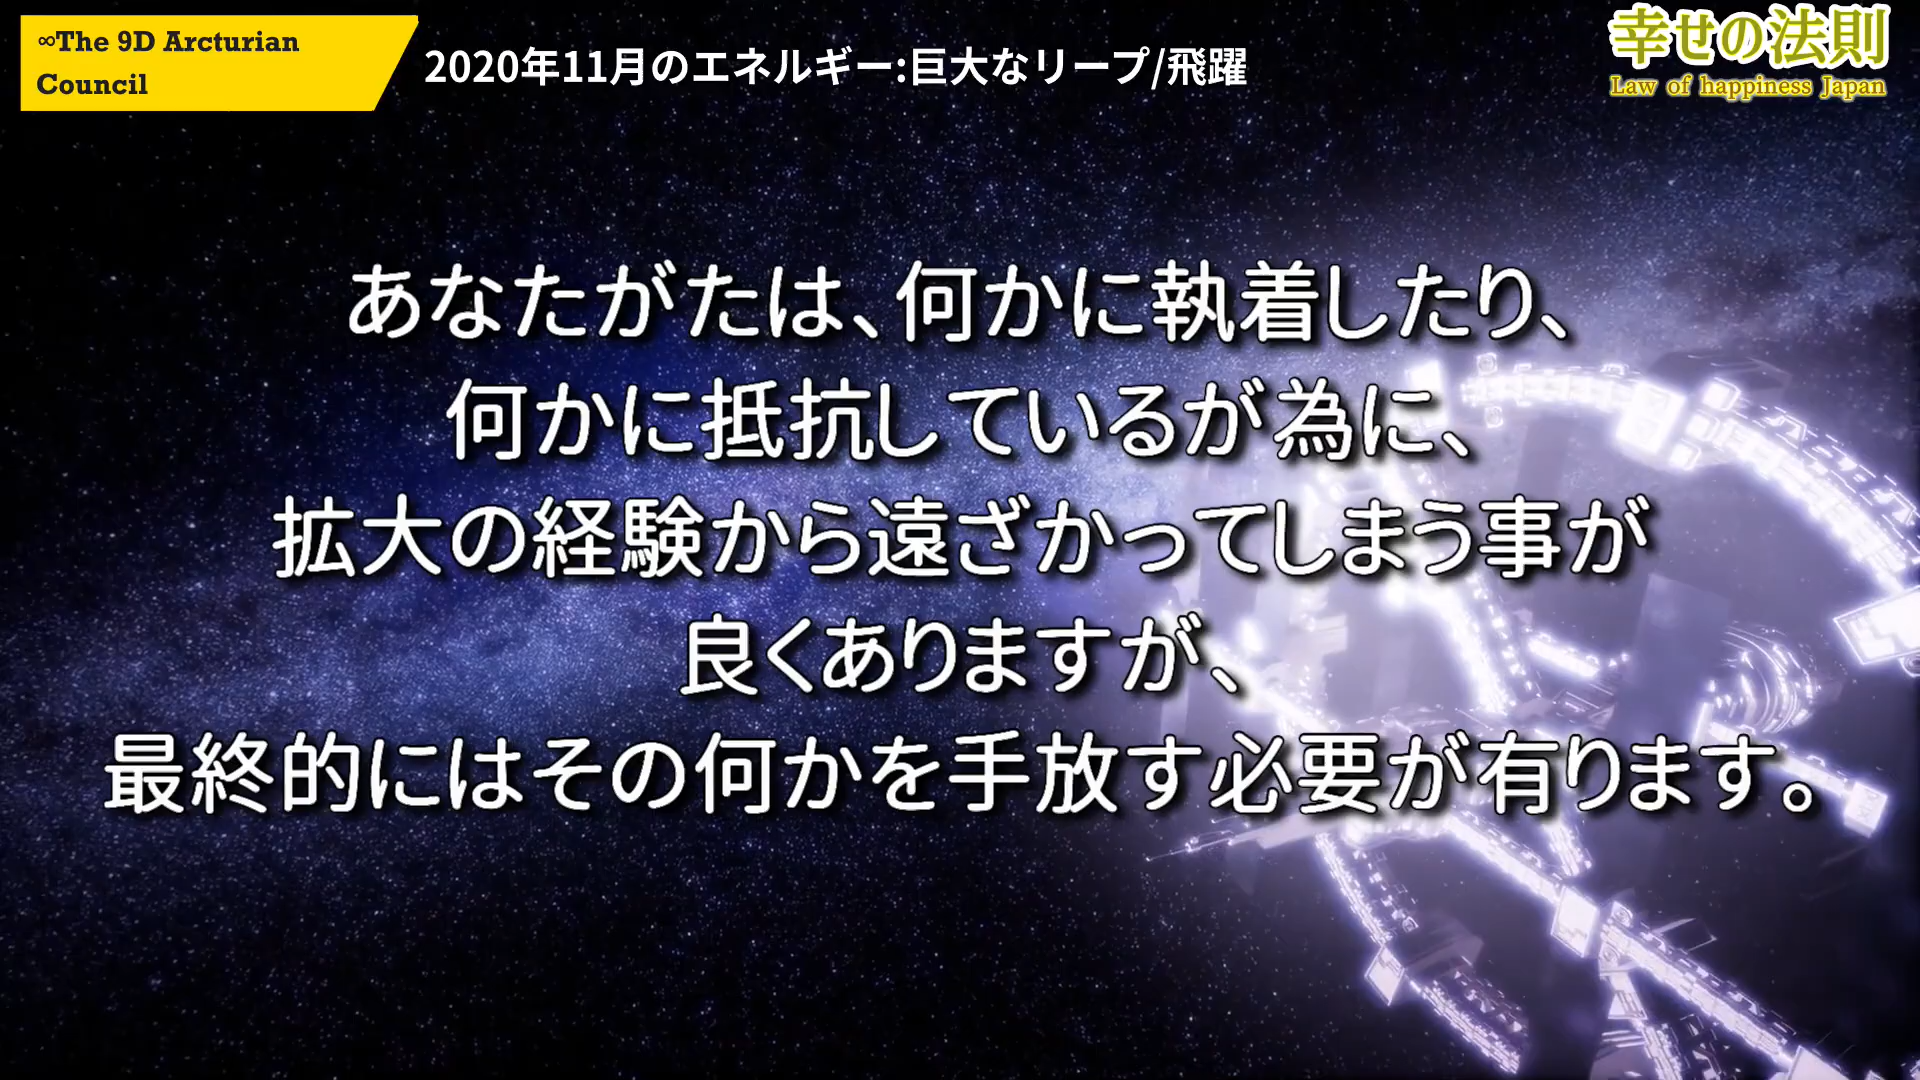 ∞The 9D Arcturian
Council
2020年11月のエネルギー:巨大なリープ/飛躍
幸せの法則
Law of happiness Japan
あなたがたは、何かに執着したり、
何かに抵抗しているが為に、
拡大の経験から遠ざかってしまう事が
良くありますが、
最終的にはその何かを手放す必要が有ります。